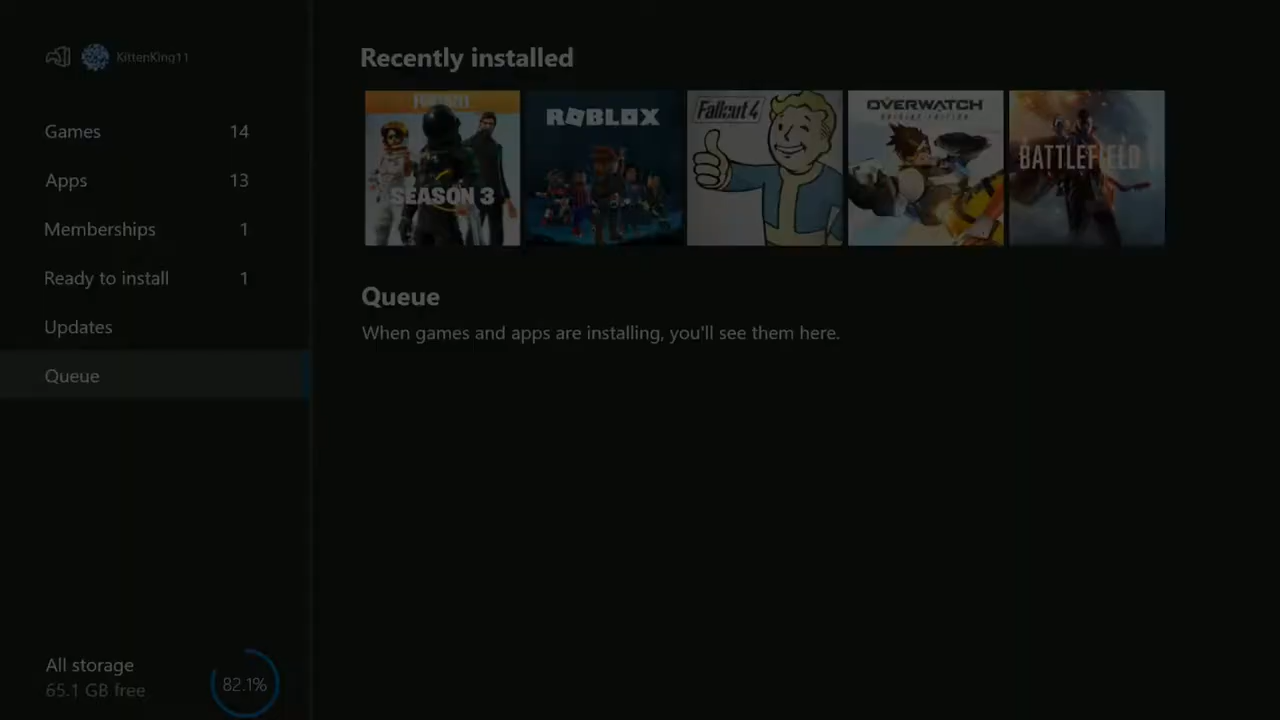 KittenKing11
Games 14
Apps 13
Memberships 1
Ready to install 1
Updates
Queue
All storage
65.1 GB free
82.1%
Recently installed
FORTNITE
SEASON 3
ROBLOX
Fallout 4
OVERWATCH
ORIGINS EDITION
BATTLEFIELD
Queue
When games and apps are installing, you'll see them here.